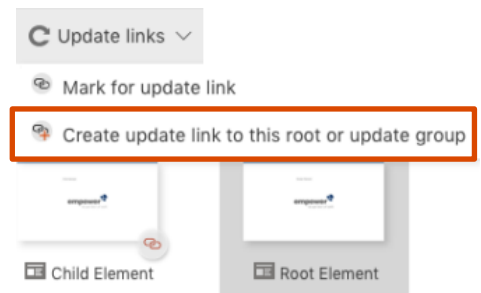 Update links
Mark for update link
Create update link to this root or update group
empower
empower
Child Element
Root Element